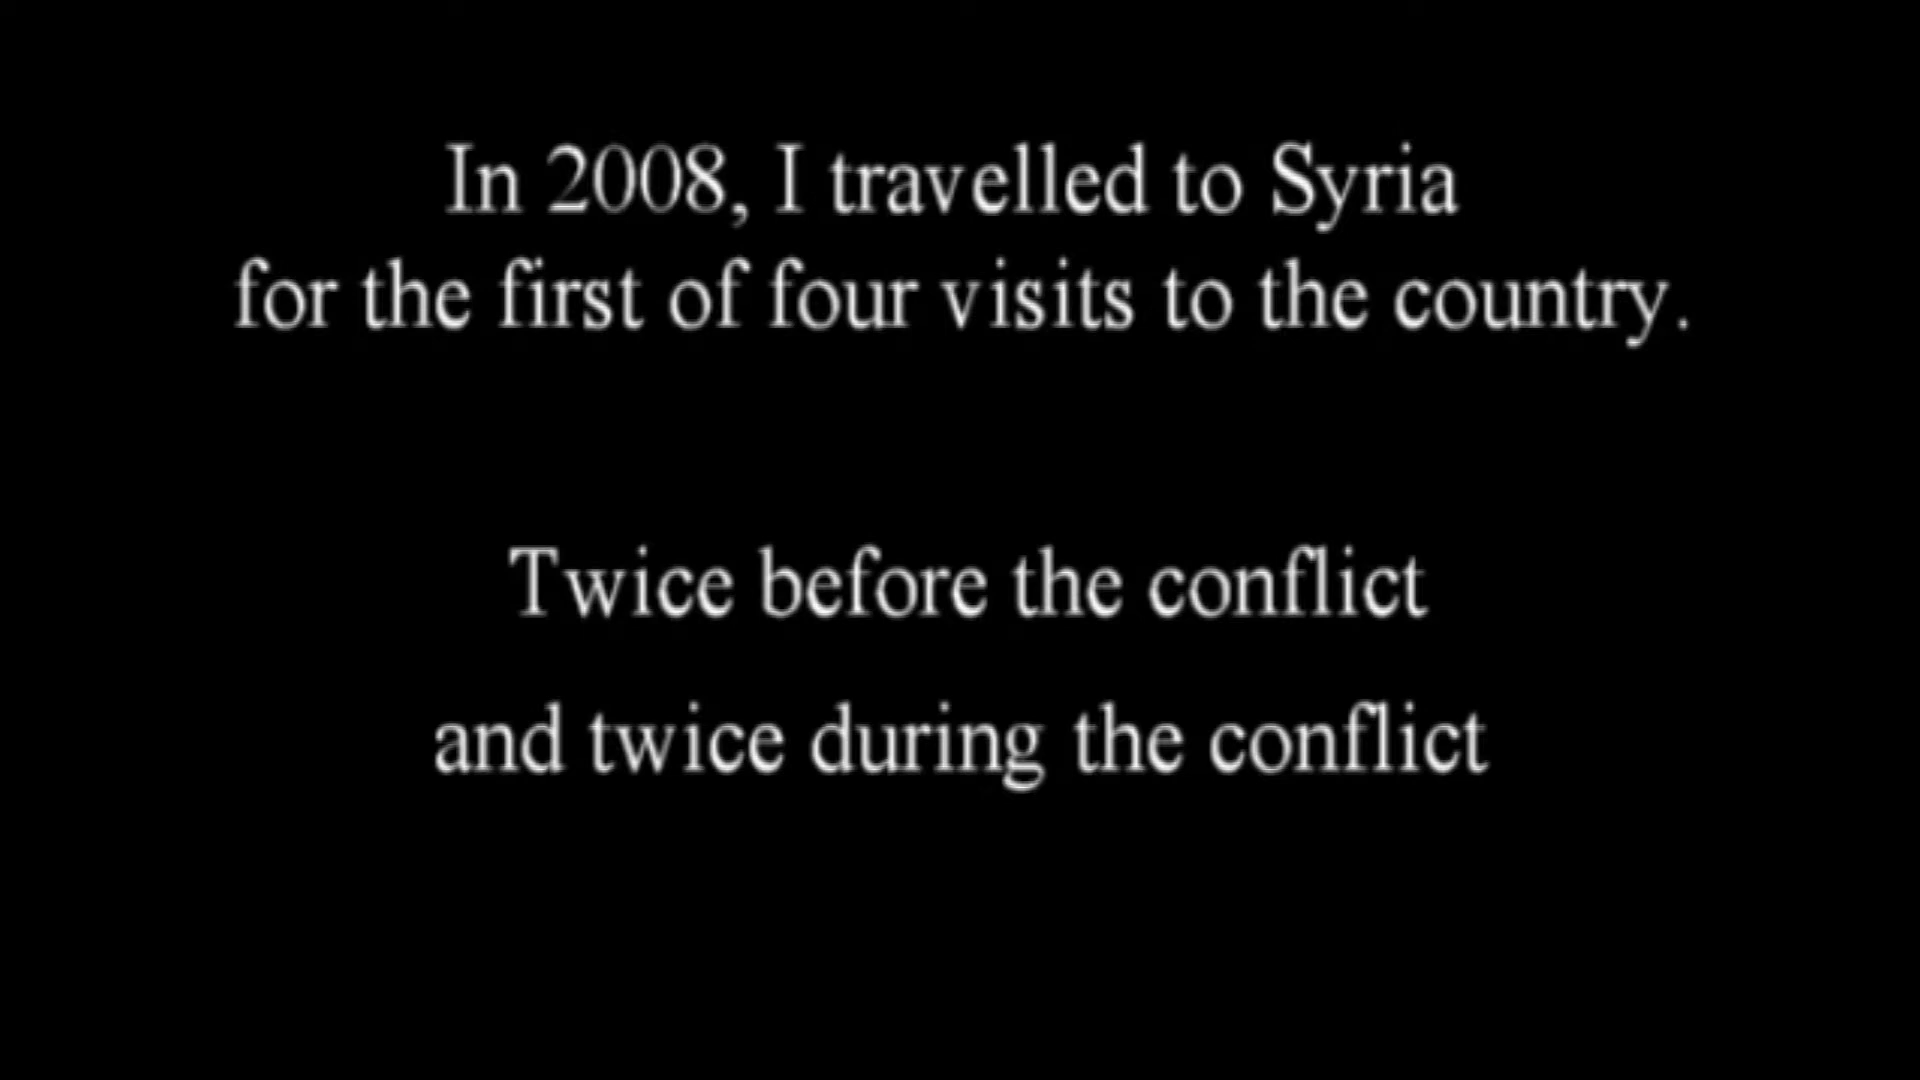 In 2008, I travelled to Syria
for the first of four visits to the country.
Twice before the conflict
and twice during the conflict